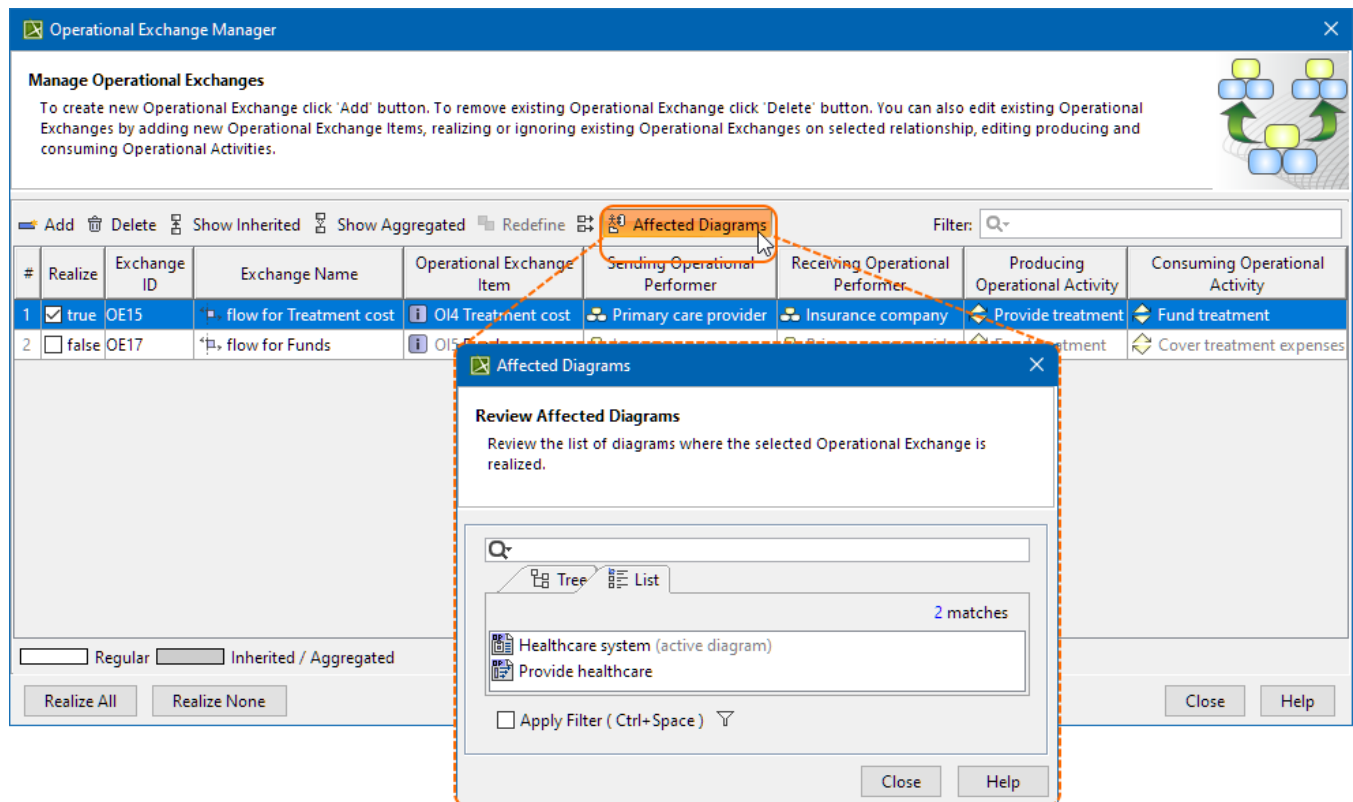 Operational Exchange Manager
Manage Operational Exchanges
To create new Operational Exchange click 'Add' button. To remove existing Operational Exchange click 'Delete' button. You can also edit existing Operational
Exchanges by adding new Operational Exchange Items, realizing or ignoring existing Operational Exchanges on selected relationship, editing producing and
consuming Operational Activities.
Add Delete Show Inherited Show Aggregated Redefine Affected Diagrams Filter:
# Realize Exchange ID Exchange Name Operational Exchange Item Sending Operational Performer Receiving Operational Performer Producing Operational Activity Consuming Operational Activity
1 true OE15 flow for Treatment cost OI4 Treatment cost Primary care provider Insurance company Provide treatment Fund treatment
2 false OE17 flow for Funds OI5 Cover treatment expenses
Affected Diagrams
Review Affected Diagrams
Review the list of diagrams where the selected Operational Exchange is
realized.
Tree List
2 matches
Healthcare system (active diagram)
Provide healthcare
Apply Filter ( Ctrl+Space )
Close Help
Regular Inherited / Aggregated
Realize All Realize None Close Help